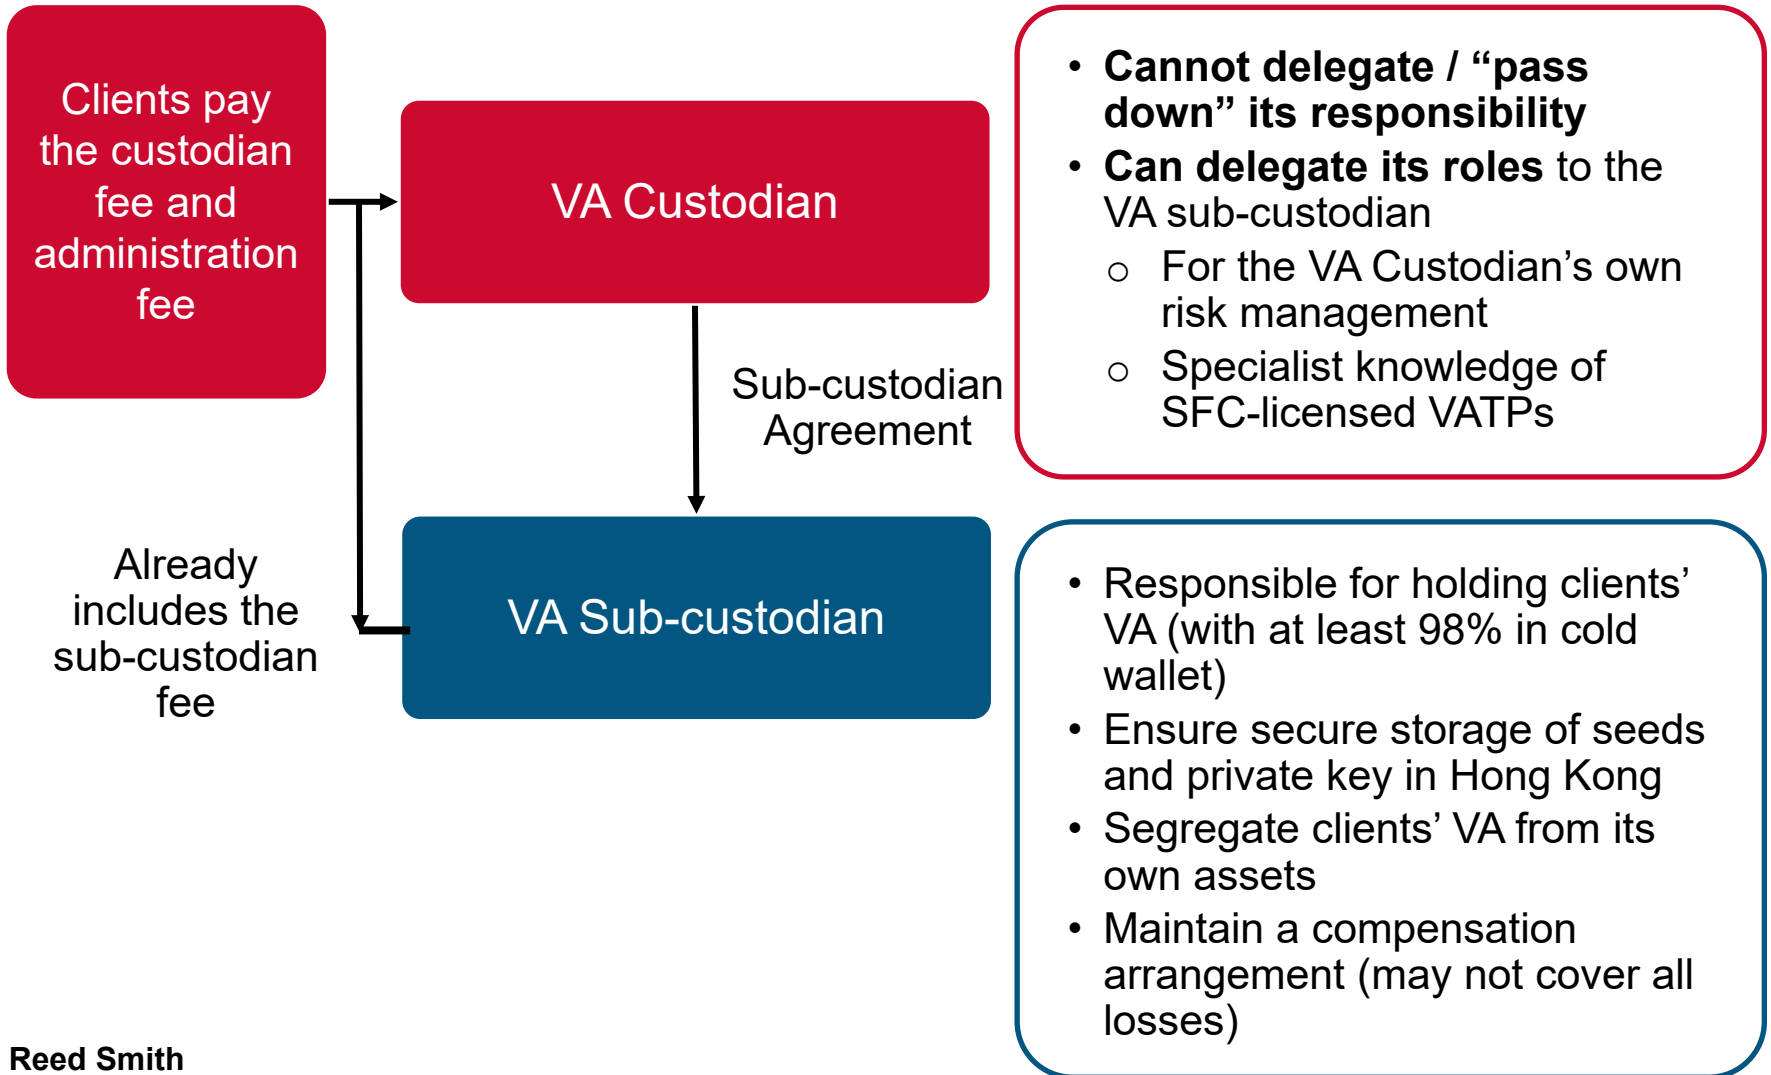 Clients pay
the custodian
fee and
administration
fee
VA Custodian
• Cannot delegate / “pass
down” its responsibility
• Can delegate its roles to the
VA sub-custodian
○ For the VA Custodian’s own
risk management
○ Specialist knowledge of
SFC-licensed VATPs
Sub-custodian
Agreement
Already
includes the
sub-custodian
fee
VA Sub-custodian
• Responsible for holding clients’
VA (with at least 98% in cold
wallet)
• Ensure secure storage of seeds
and private key in Hong Kong
• Segregate clients’ VA from its
own assets
• Maintain a compensation
arrangement (may not cover all
losses)
Reed Smith